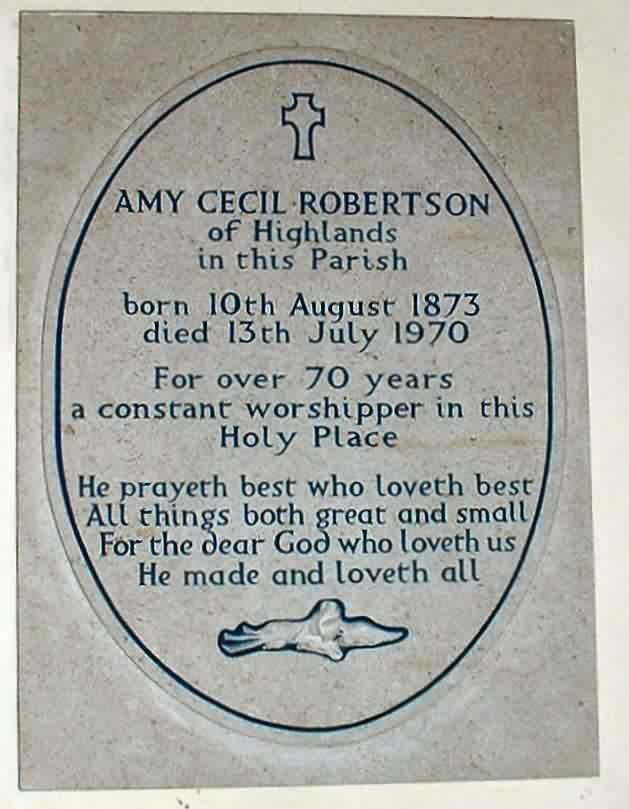 AMY CECIL ROBERTSON
of Highlands
in this Parish
born 10th August 1873
died 13th July 1970
For over 70 years
a constant worshipper in this
Holy Place
He prayeth best who loveth best
All things both great and small
For the dear God who loveth us
He made and loveth all